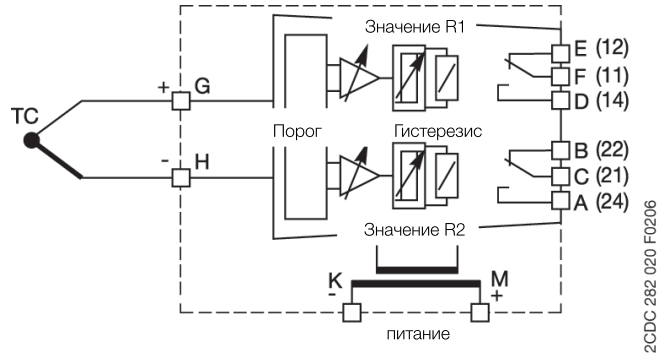 Значение R1
E (12)
+ G
F (11)
TC
D (14)
Порог
Гистерезис
B (22)
- H
C (21)
A (24)
Значение R2
K
M
-
+
питание
2CDC 282 020 F0206